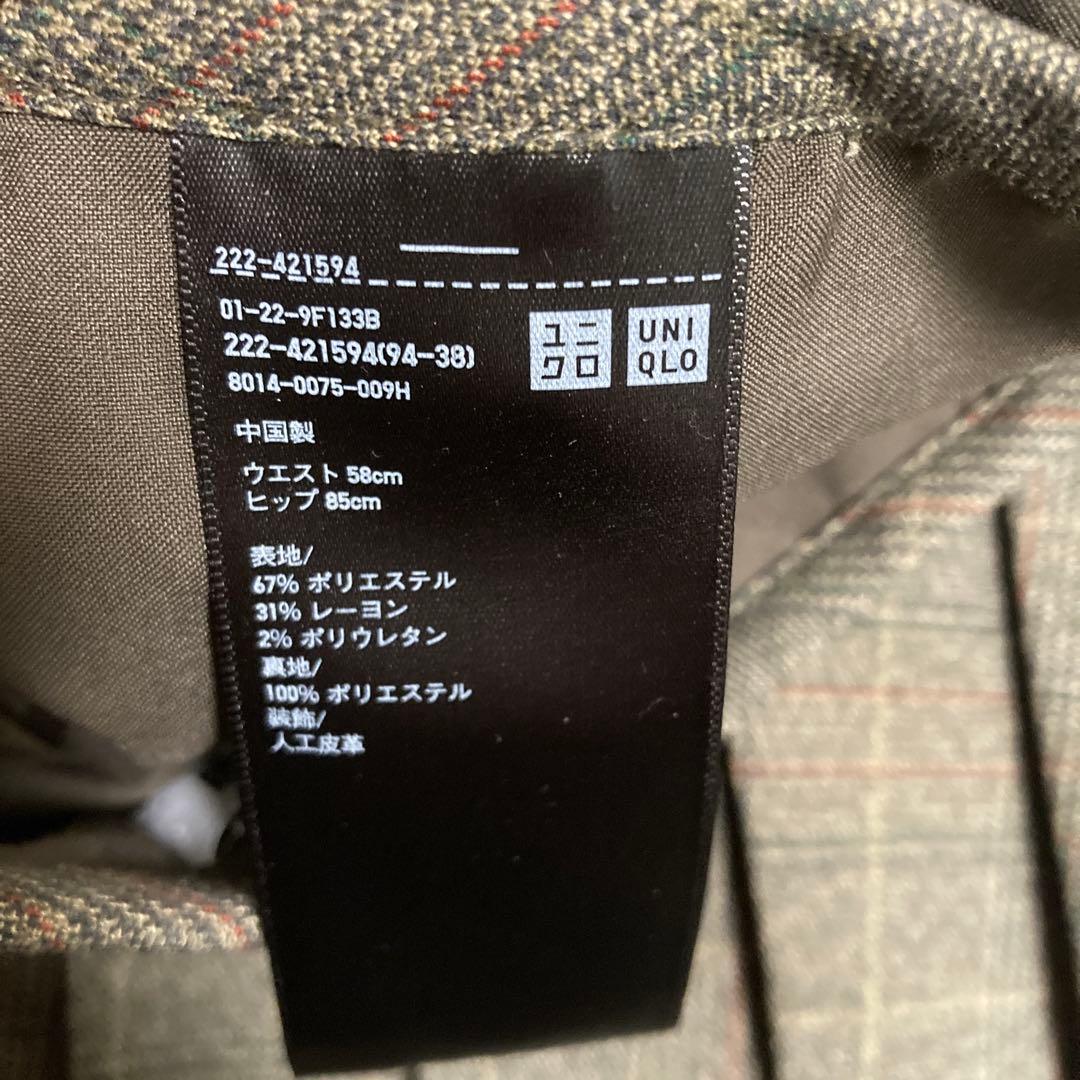 222-421594
01-22-9F133B
222-421594(94-38)
8014-0075-009H
ユニ
クロ
UNI
QLO
中国製
ウエスト 58cm
ヒップ 85cm
表地/
67% ポリエステル
31% レーヨン
2% ポリウレタン
裏地/
100% ポリエステル
装飾/
人工皮革